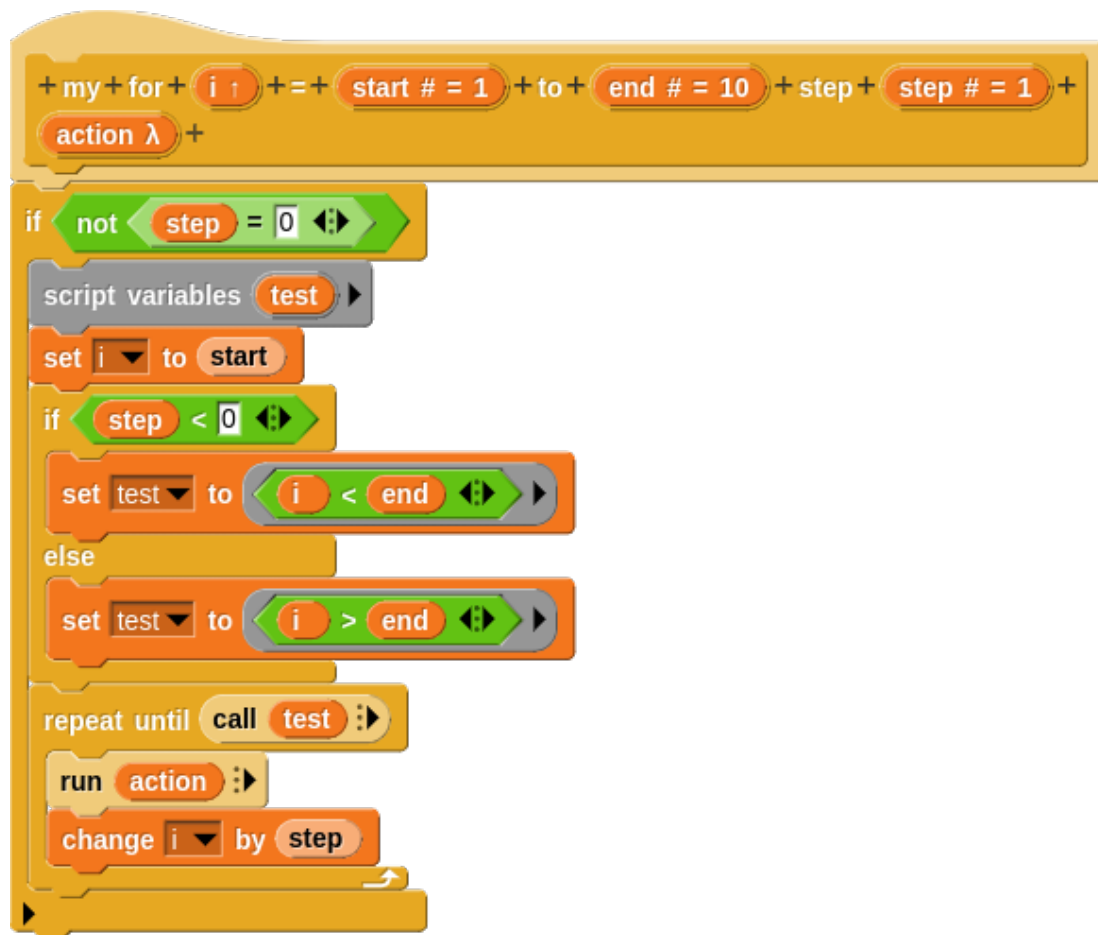 + my + for + i ↑ + = + start # = 1 + to + end # = 10 + step + step # = 1 +
action λ +
if not step = 0
script variables test
set i to start
if step < 0
set test to i < end
else
set test to i > end
repeat until call test
run action
change i by step